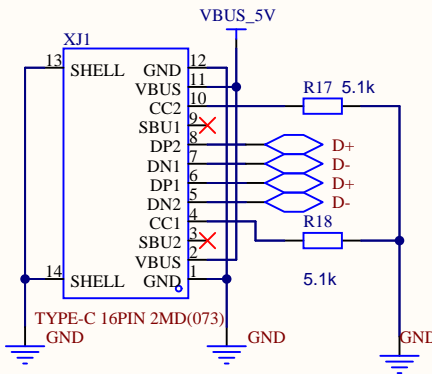 VBUS_5V
XJ1
13 SHELL GND 12
VBUS 11
CC2 10 R17 5.1k
SBU1 9
DP2 8 D+
DN1 7 D-
DP1 6 D+
DN2 5 D-
CC1 4 R18
SBU2 3
VBUS 2
14 SHELL GND 1 5.1k
TYPE-C 16PIN 2MD(073)
GND GND GND